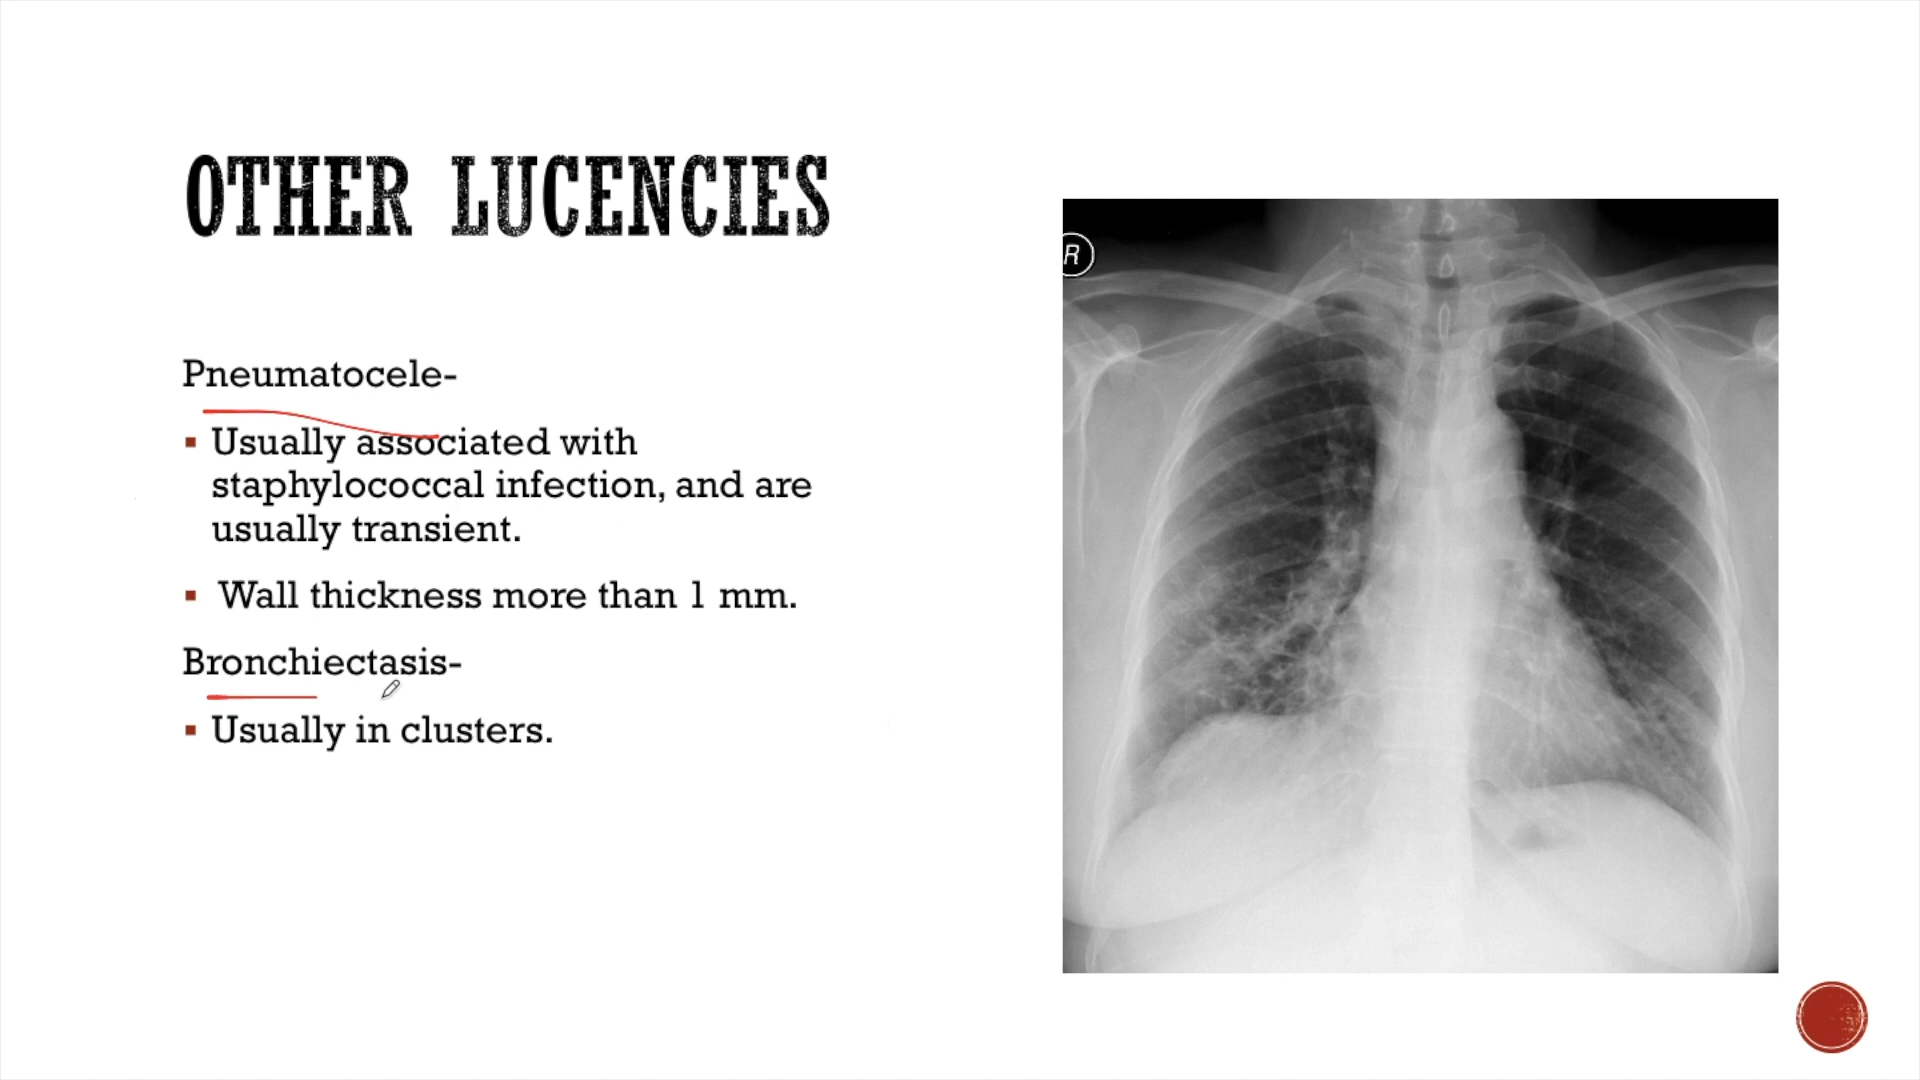 OTHER LUCENCIES
Pneumatocele-
Usually associated with
staphylococcal infection, and are
usually transient.
Wall thickness more than 1 mm.
Bronchiectasis-
Usually in clusters.
R